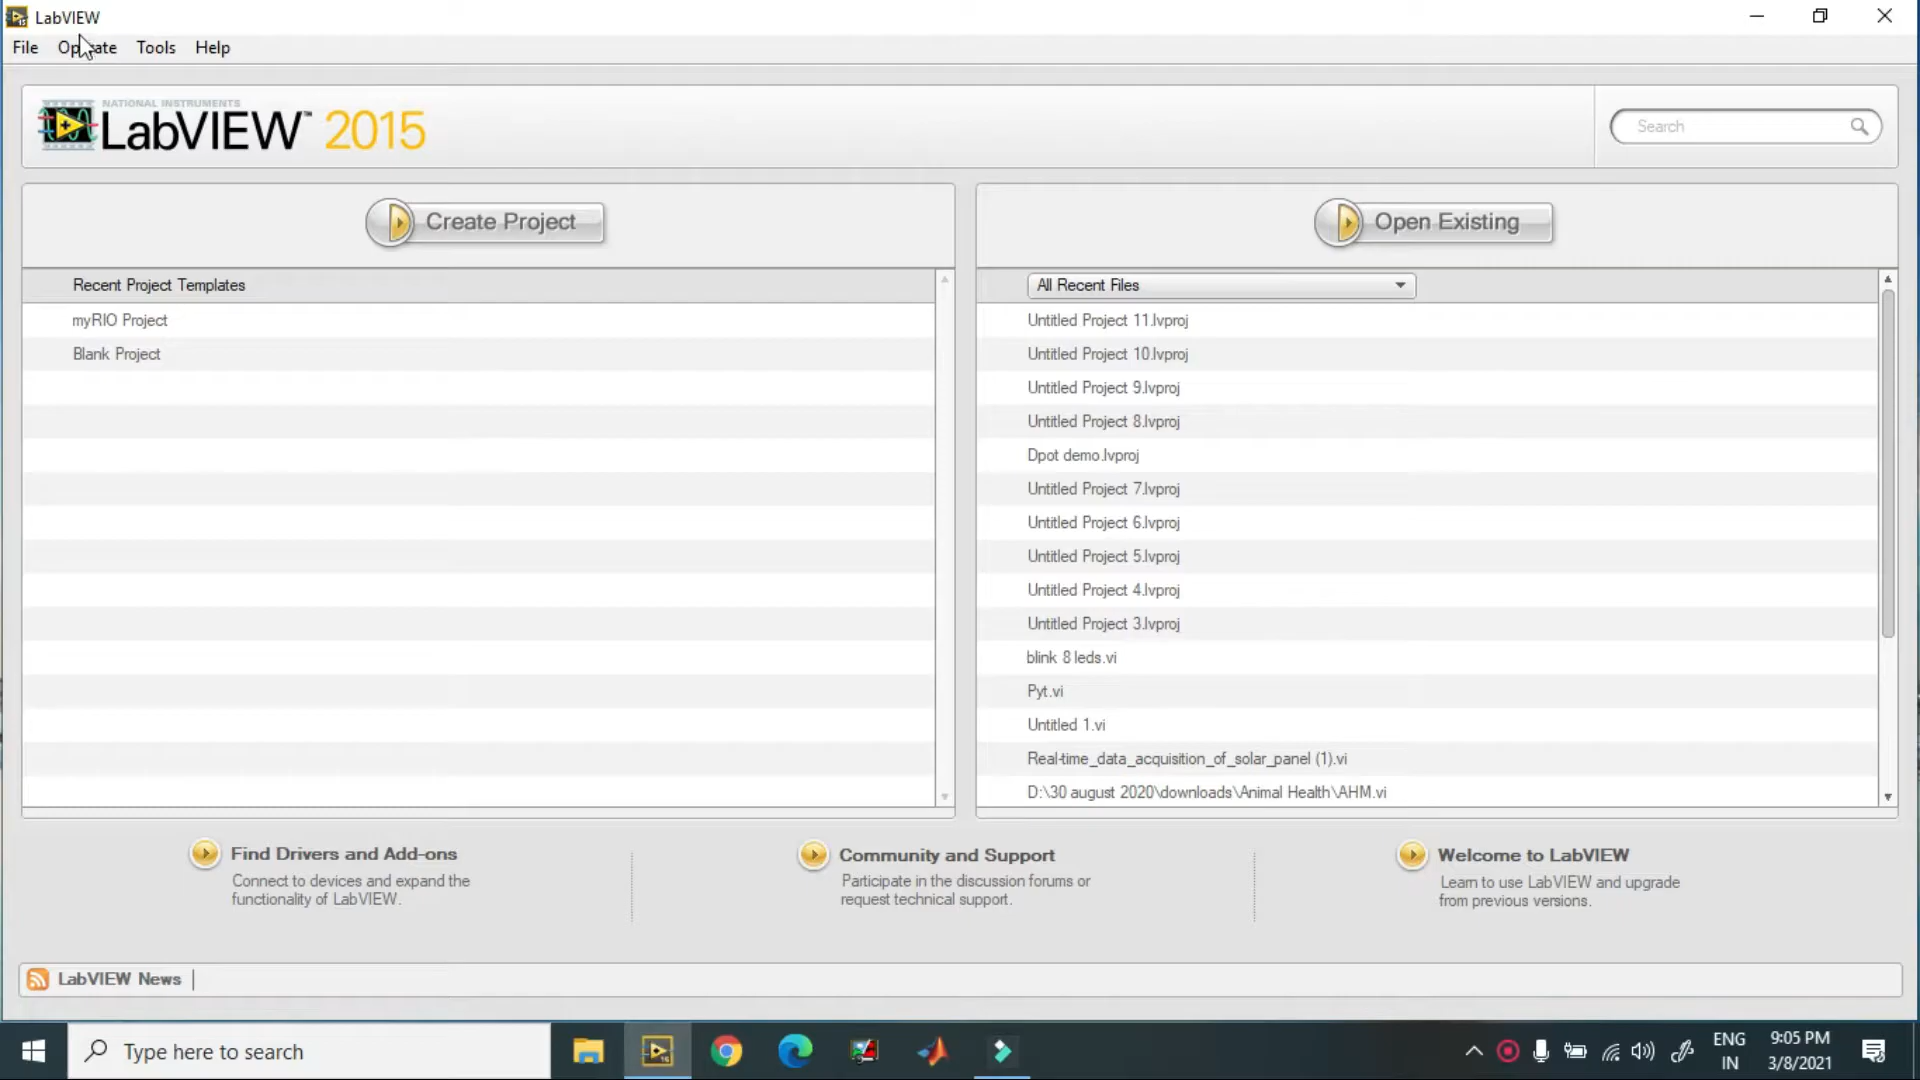 LabVIEW
File Operate Tools Help
NATIONAL INSTRUMENTS
LabVIEW™ 2015
Search
Create Project
Open Existing
Recent Project Templates
myRIO Project
Blank Project
All Recent Files
Untitled Project 11.lvproj
Untitled Project 10.lvproj
Untitled Project 9.lvproj
Untitled Project 8.lvproj
Dpot demo.lvproj
Untitled Project 7.lvproj
Untitled Project 6.lvproj
Untitled Project 5.lvproj
Untitled Project 4.lvproj
Untitled Project 3.lvproj
blink 8 leds.vi
Pyt.vi
Untitled 1.vi
Real-time_data_acquisition_of_solar_panel (1).vi
D:\30 august 2020\downloads\Animal Health\AHM.vi
Find Drivers and Add-ons
Connect to devices and expand the
functionality of LabVIEW.
Community and Support
Participate in the discussion forums or
request technical support.
Welcome to LabVIEW
Learn to use LabVIEW and upgrade
from previous versions.
LabVIEW News
Type here to search
ENG
IN
9:05 PM
3/8/2021